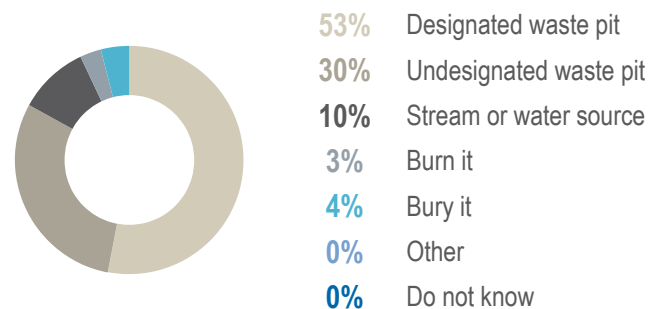 53% Designated waste pit
30% Undesignated waste pit
10% Stream or water source
3% Burn it
4% Bury it
0% Other
0% Do not know